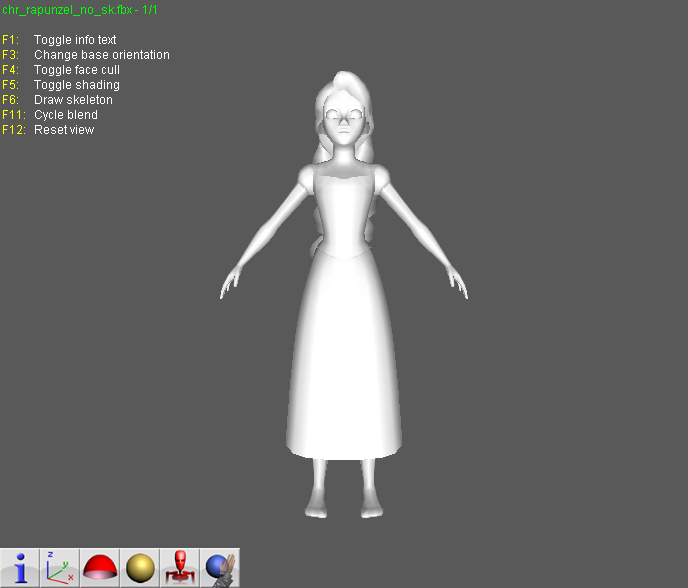 chr_rapunzel_no_sk.fbx - 1/1
F1: Toggle info text
F3: Change base orientation
F4: Toggle face cull
F5: Toggle shading
F6: Draw skeleton
F11: Cycle blend
F12: Reset view
i
z
y
x